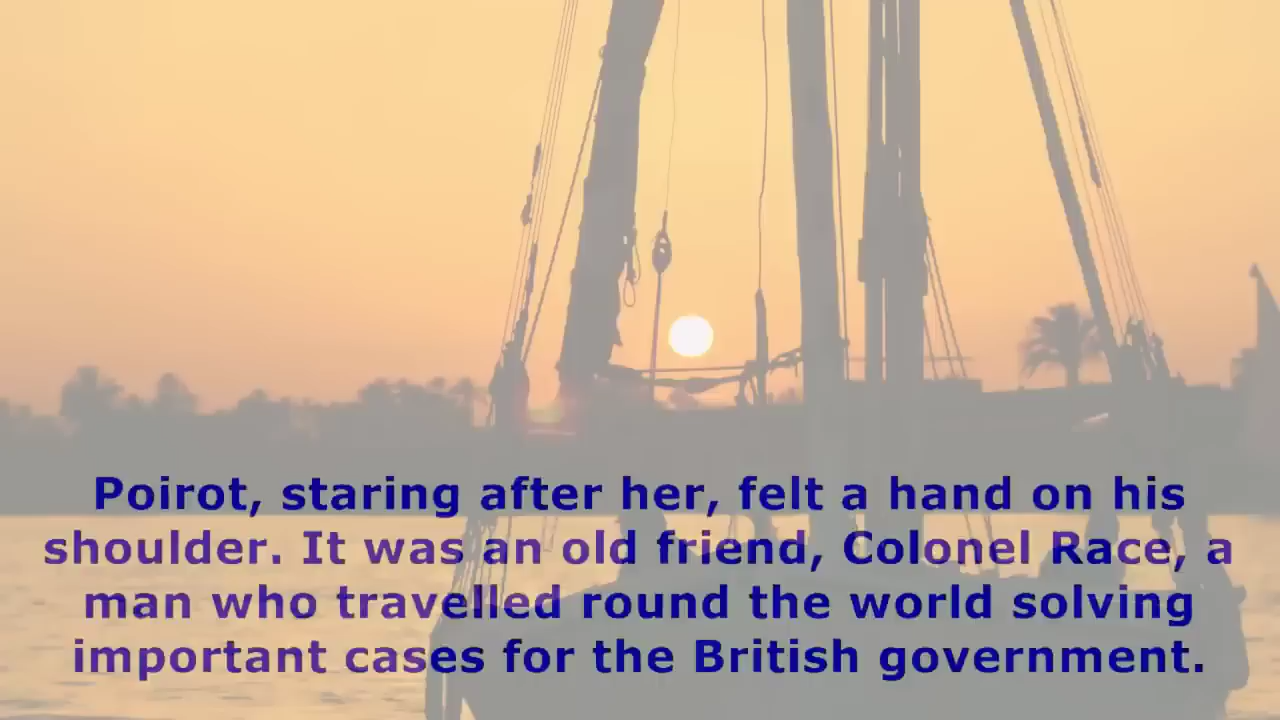 Poirot, staring after her, felt a hand on his
shoulder. It was an old friend, Colonel Race, a
man who travelled round the world solving
important cases for the British government.